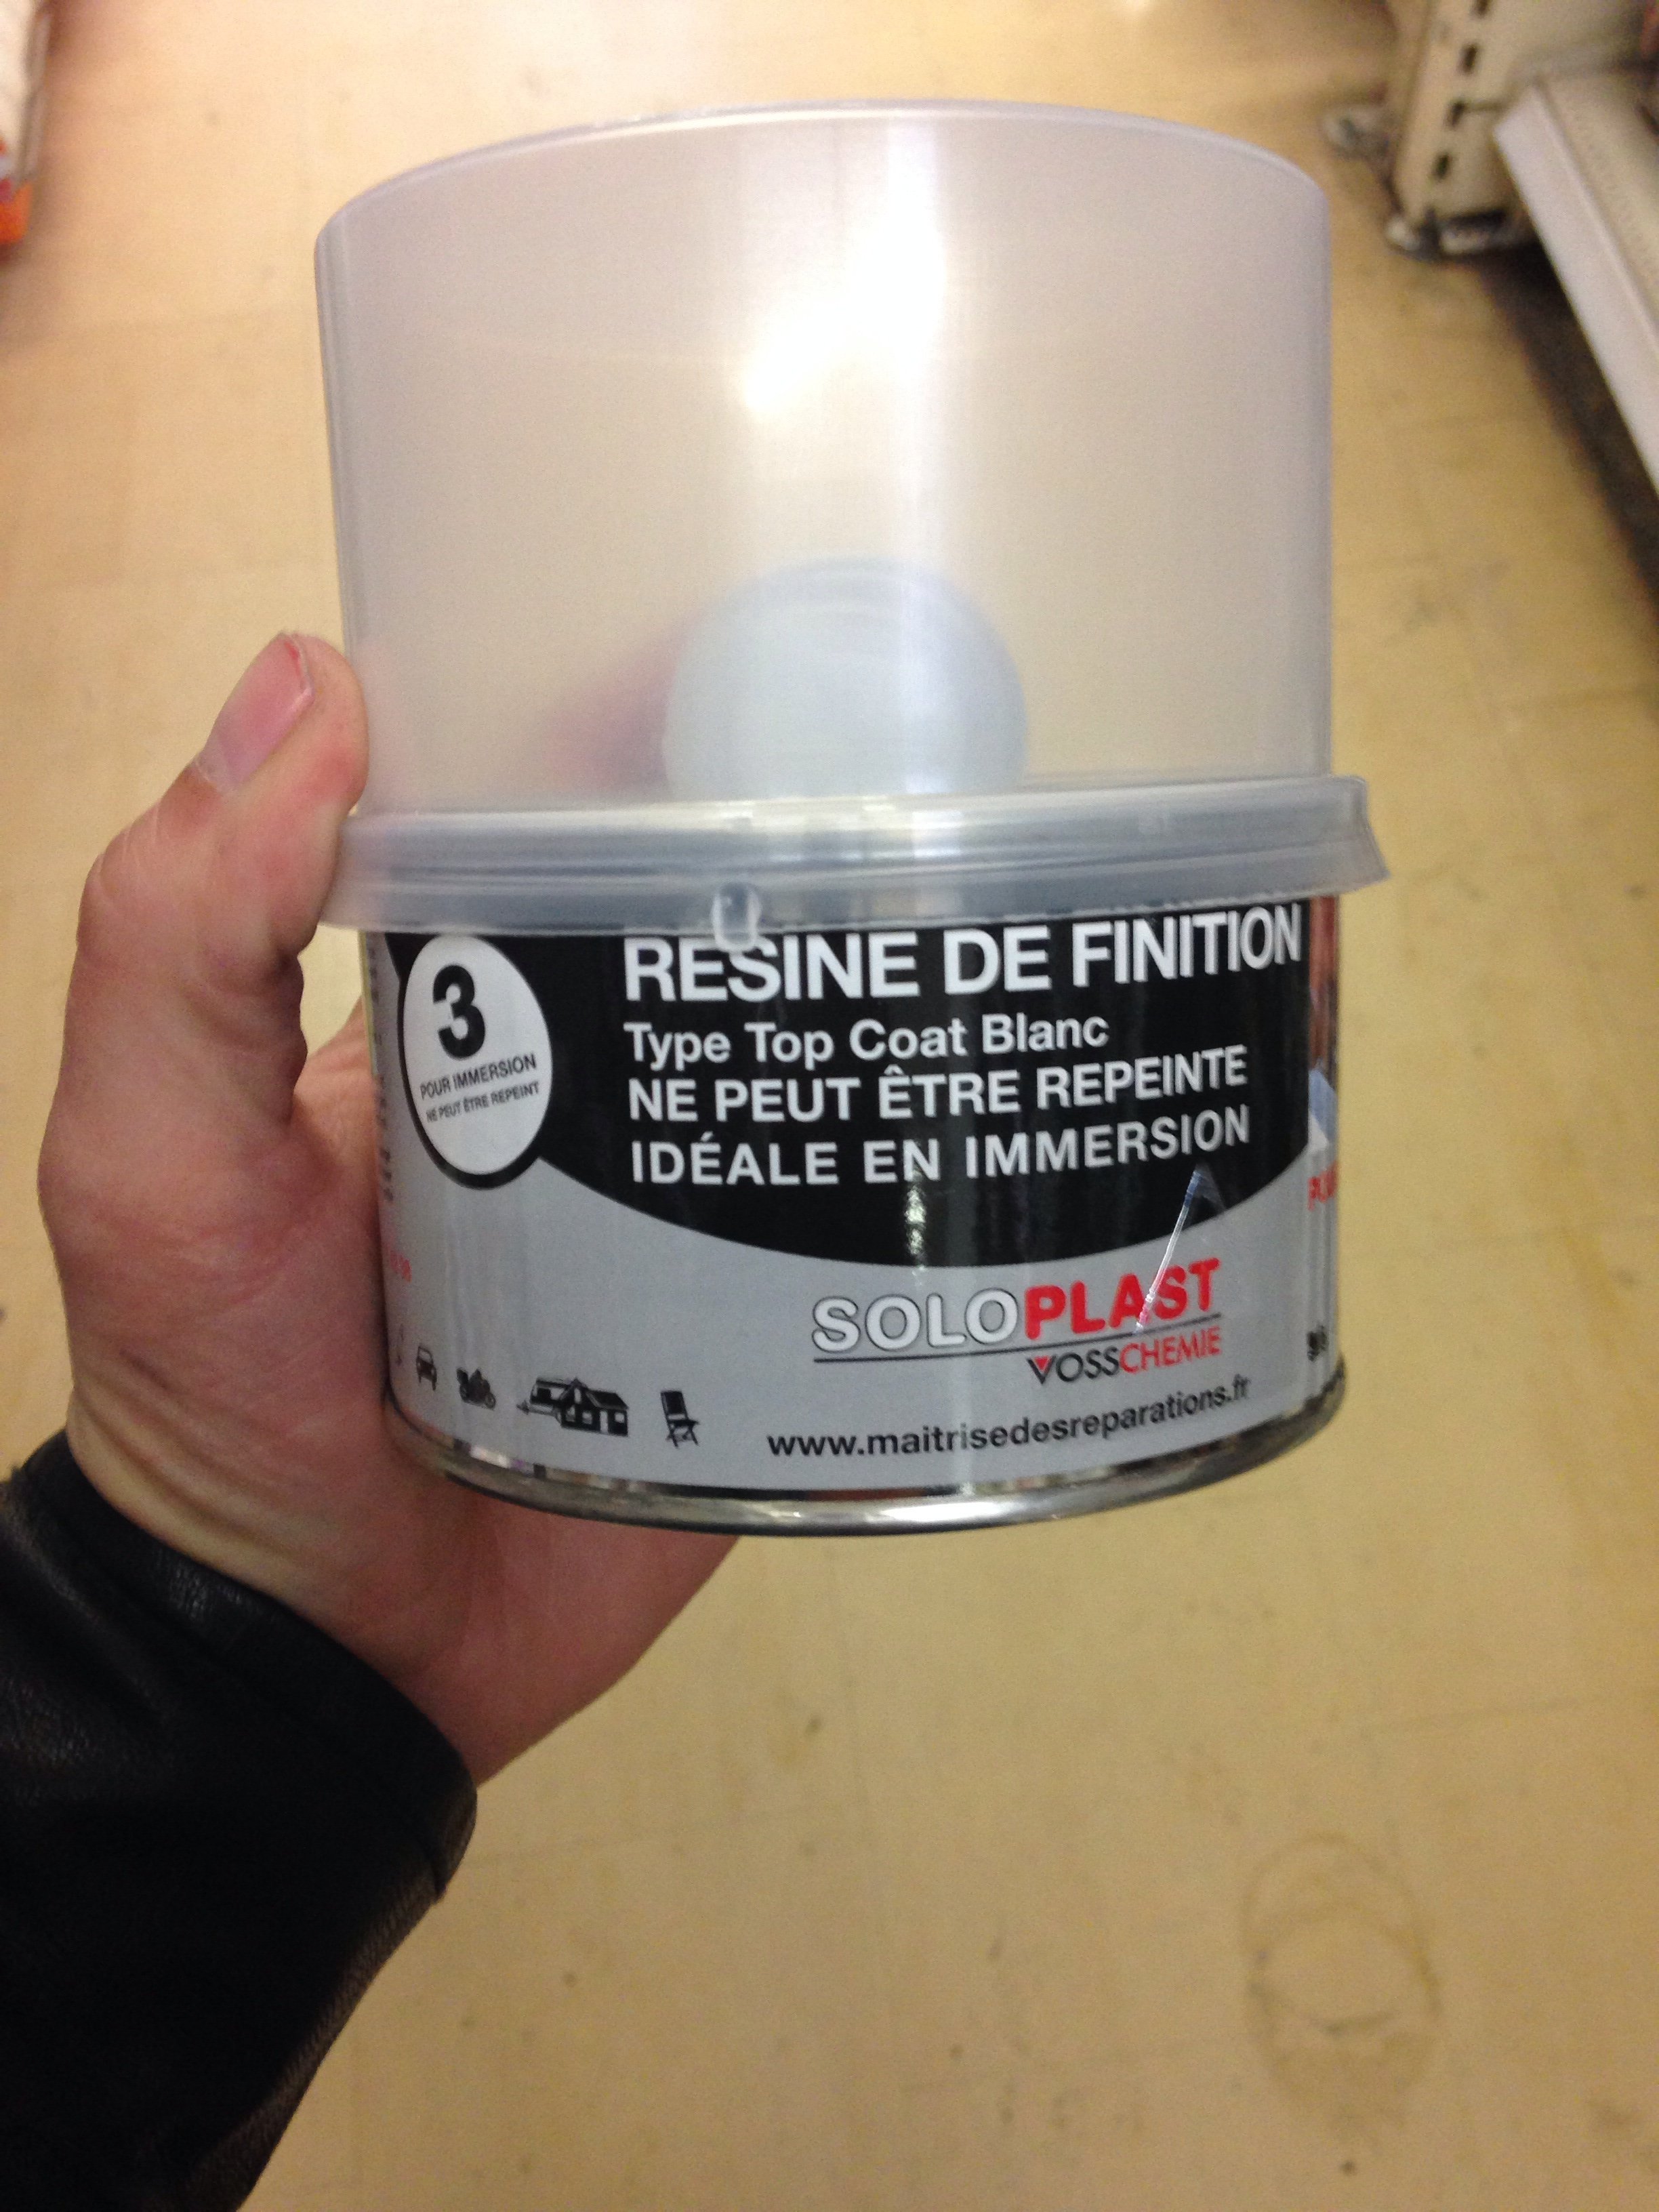 3
POUR IMMERSION
NE PEUT ÊTRE REPEINT
RÉSINE DE FINITION
Type Top Coat Blanc
NE PEUT ÊTRE REPEINTE
IDÉALE EN IMMERSION
SOLOPLAST
VOSSCHEMIE
www.maitrisedesreparations.fr